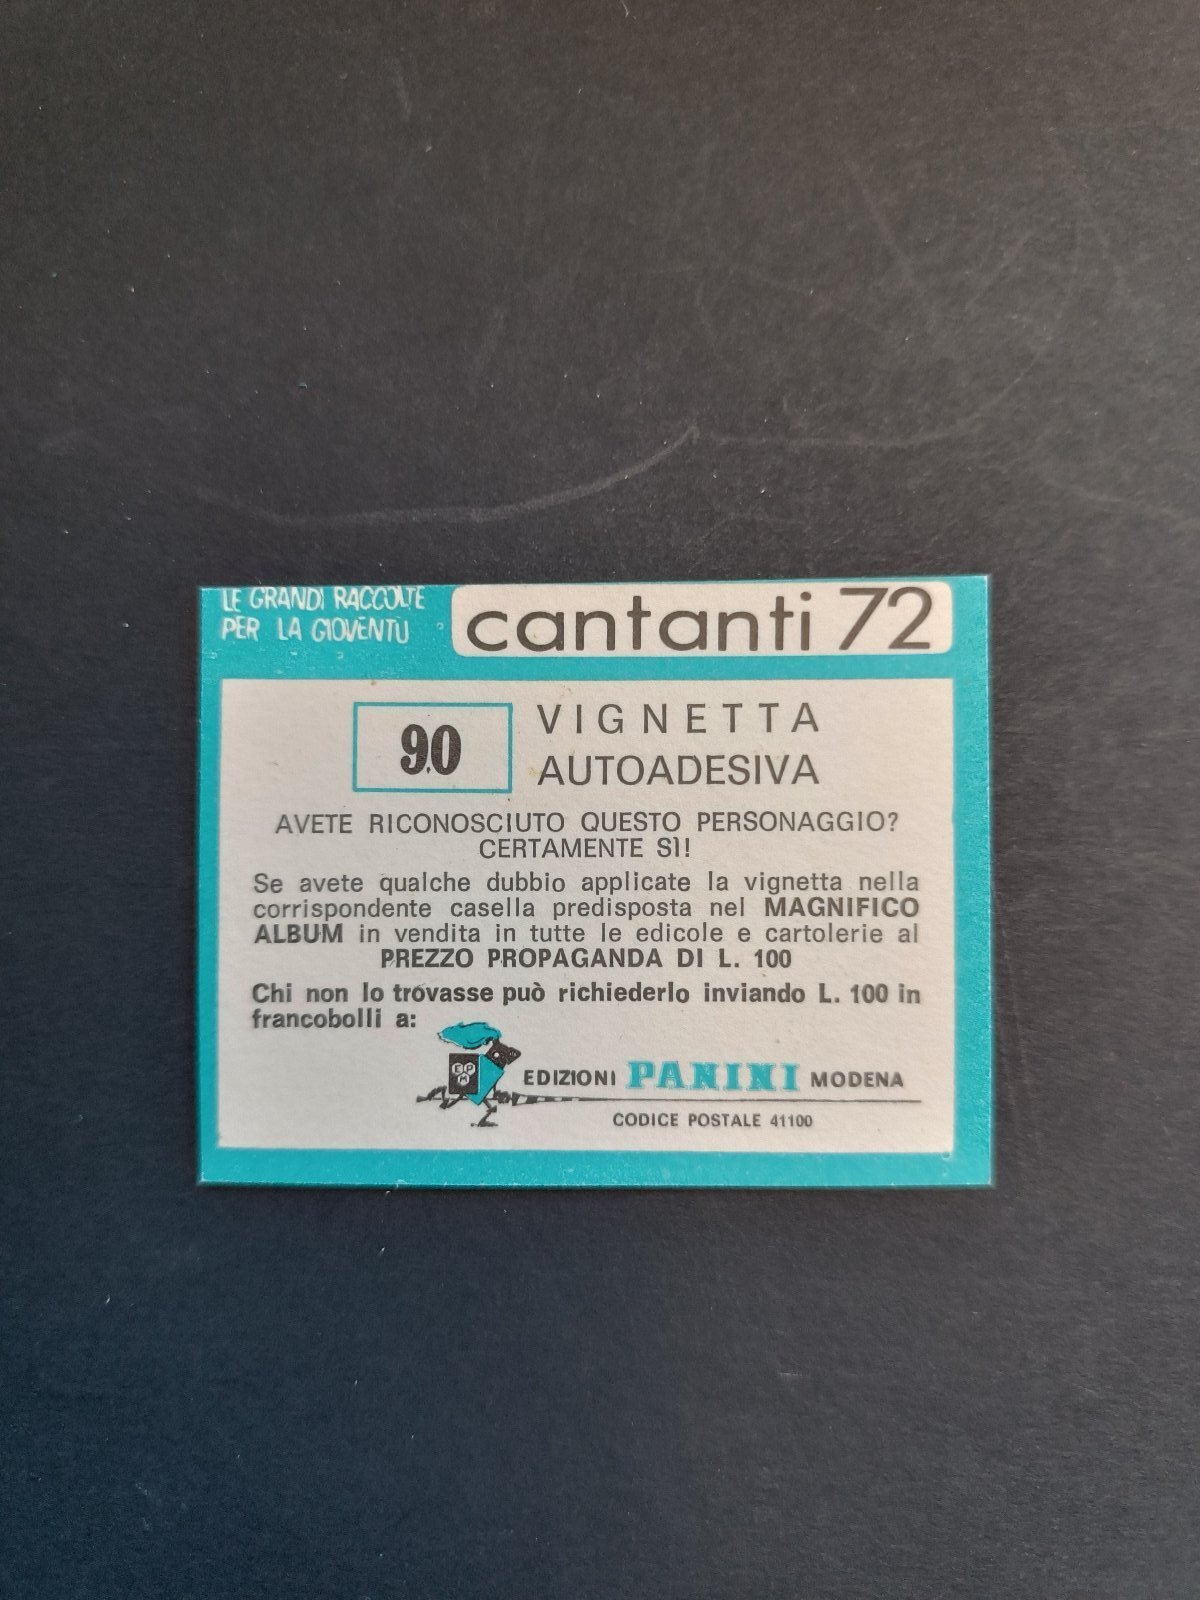 LE GRANDI RACCOLTE
PER LA GIOVENTÙ
cantanti 72
90
VIGNETTA
AUTOADESIVA
AVETE RICONOSCIUTO QUESTO PERSONAGGIO?
CERTAMENTE SÌ!
Se avete qualche dubbio applicate la vignetta nella
corrispondente casella predisposta nel MAGNIFICO
ALBUM in vendita in tutte le edicole e cartolerie al
PREZZO PROPAGANDA DI L. 100
Chi non lo trovasse può richiederlo inviando L. 100 in
francobolli a:
EPM
EDIZIONI PANINI MODENA
CODICE POSTALE 41100